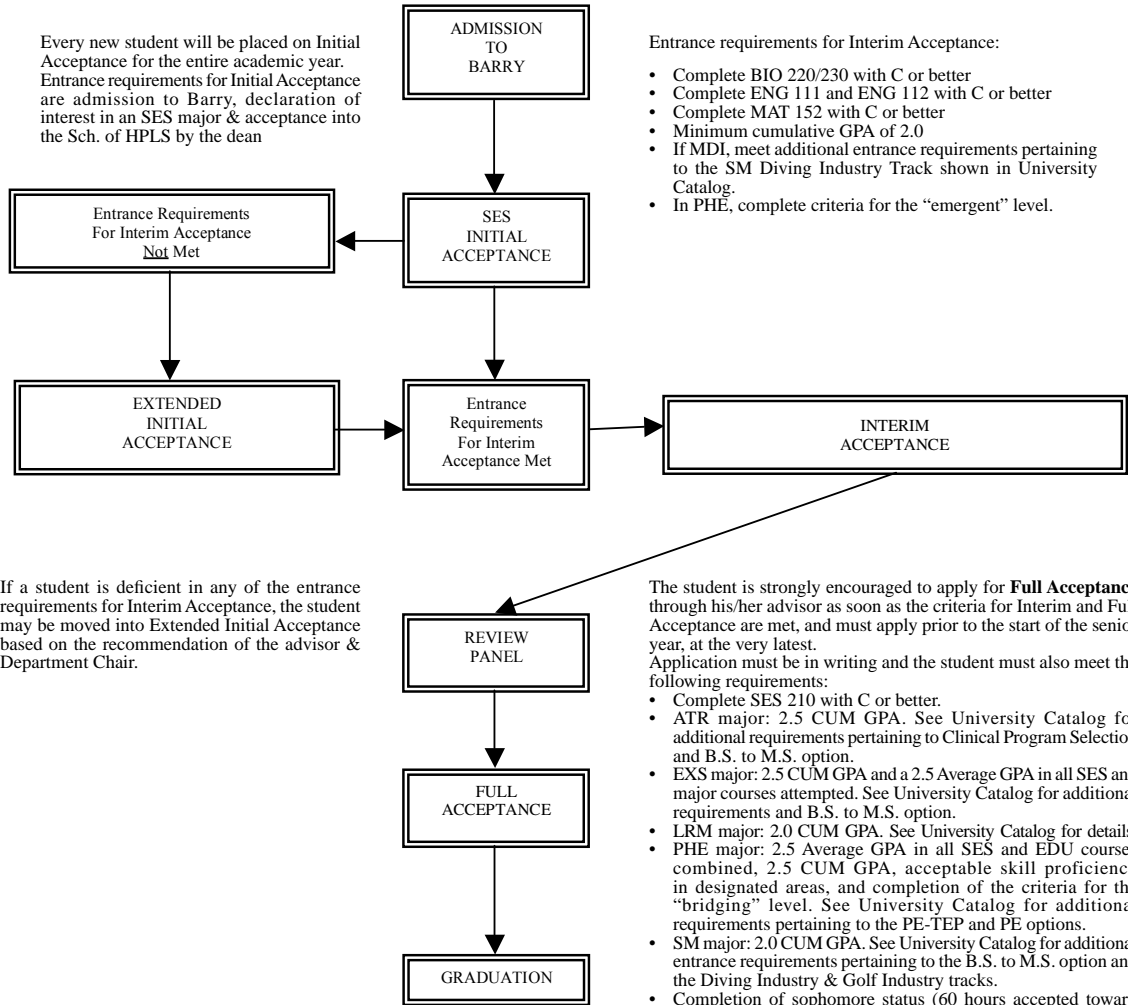 ADMISSION
TO
BARRY
Every new student will be placed on Initial
Acceptance for the entire academic year.
Entrance requirements for Initial Acceptance
are admission to Barry, declaration of
interest in an SES major & acceptance into
the Sch. of HPLS by the dean
Entrance requirements for Interim Acceptance:
• Complete BIO 220/230 with C or better
• Complete ENG 111 and ENG 112 with C or better
• Complete MAT 152 with C or better
• Minimum cumulative GPA of 2.0
• If MDI, meet additional entrance requirements pertaining
to the SM Diving Industry Track shown in University
Catalog.
• In PHE, complete criteria for the “emergent” level.
Entrance Requirements
For Interim Acceptance
Not Met
SES
INITIAL
ACCEPTANCE
EXTENDED
INITIAL
ACCEPTANCE
Entrance
Requirements
For Interim
Acceptance Met
INTERIM
ACCEPTANCE
If a student is deficient in any of the entrance
requirements for Interim Acceptance, the student
may be moved into Extended Initial Acceptance
based on the recommendation of the advisor &
Department Chair.
REVIEW
PANEL
FULL
ACCEPTANCE
GRADUATION
The student is strongly encouraged to apply for Full Acceptanc
through his/her advisor as soon as the criteria for Interim and Ful
Acceptance are met, and must apply prior to the start of the senio
year, at the very latest.
Application must be in writing and the student must also meet th
following requirements:
• Complete SES 210 with C or better.
• ATR major: 2.5 CUM GPA. See University Catalog fo
additional requirements pertaining to Clinical Program Selectio
and B.S. to M.S. option.
• EXS major: 2.5 CUM GPA and a 2.5 Average GPA in all SES an
major courses attempted. See University Catalog for additiona
requirements and B.S. to M.S. option.
• LRM major: 2.0 CUM GPA. See University Catalog for details
• PHE major: 2.5 Average GPA in all SES and EDU course
combined, 2.5 CUM GPA, acceptable skill proficienc
in designated areas, and completion of the criteria for th
“bridging” level. See University Catalog for additiona
requirements pertaining to the PE-TEP and PE options.
• SM major: 2.0 CUM GPA. See University Catalog for additiona
entrance requirements pertaining to the B.S. to M.S. option an
the Diving Industry & Golf Industry tracks.
• Completion of sophomore status (60 hours accepted towar